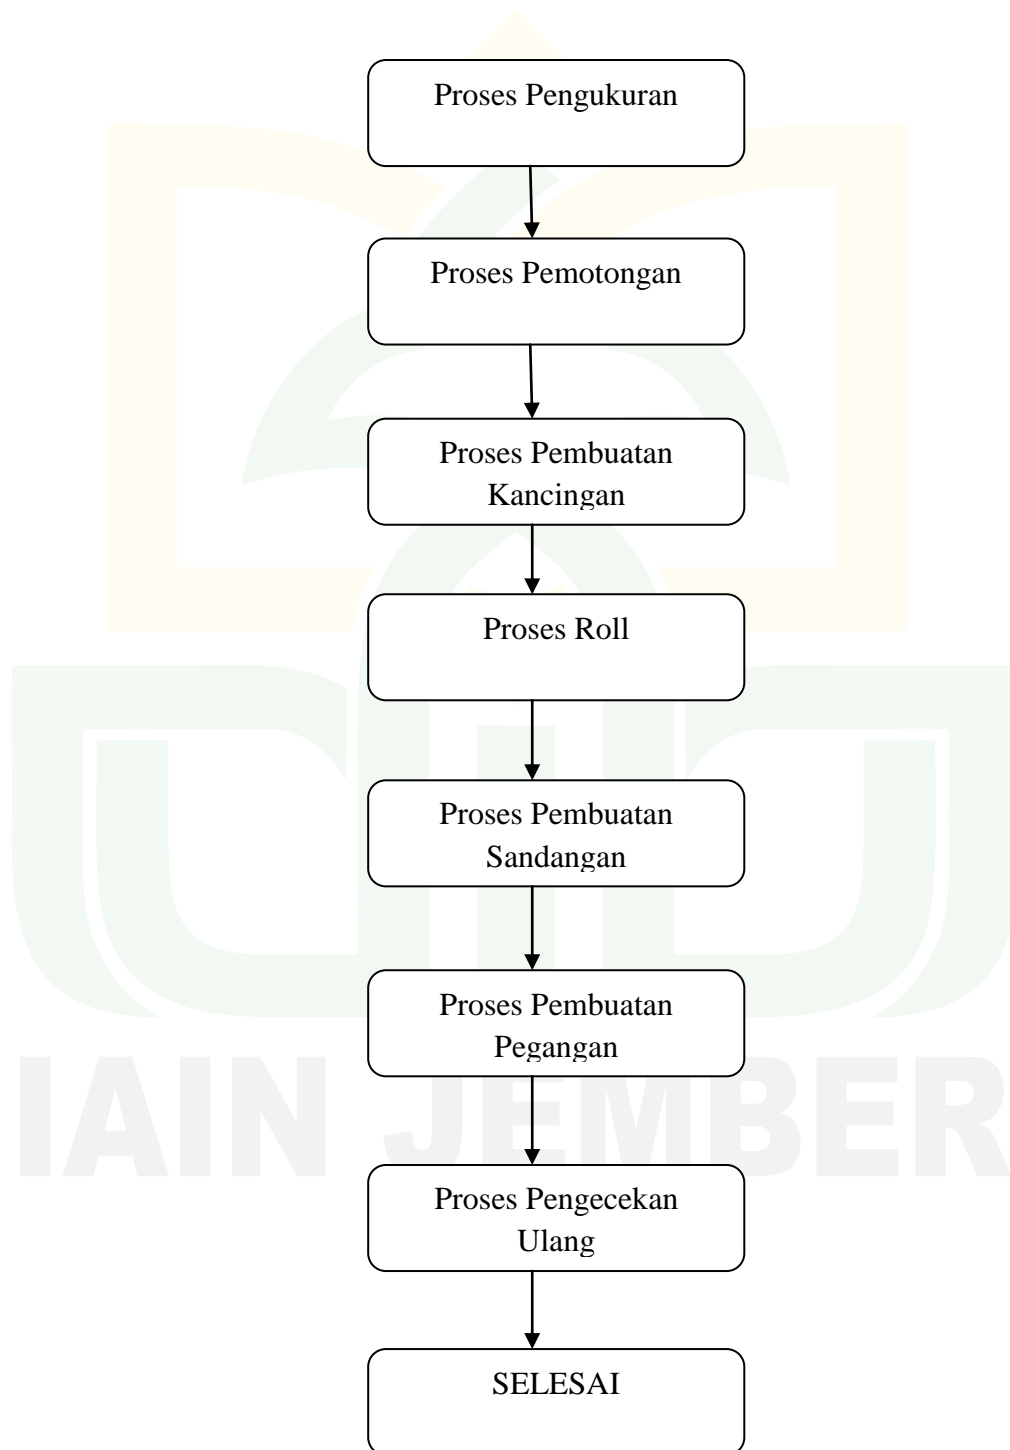 Proses Pengukuran
Proses Pemotongan
Proses Pembuatan
Kancingan
Proses Roll
Proses Pembuatan
Sandangan
Proses Pembuatan
Pegangan
IAIN JEMBER
Proses Pengecekan
Ulang
SELESAI